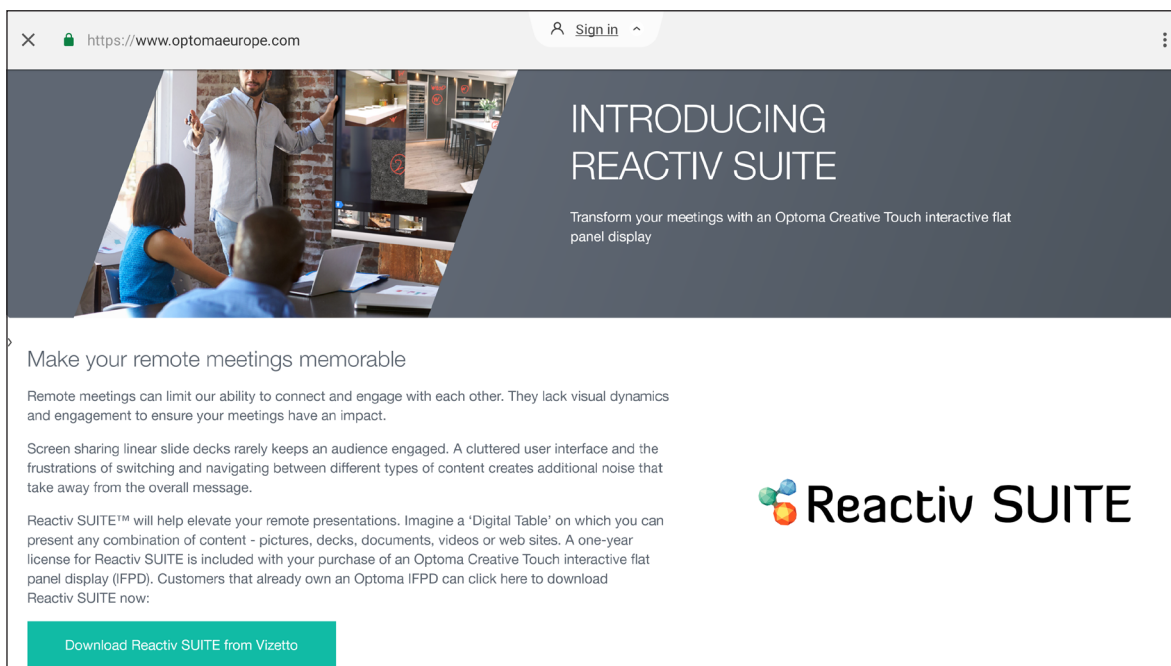 Sign in
https://www.optomaeurope.com
INTRODUCING
REACTIV SUITE
Transform your meetings with an Optoma Creative Touch interactive flat
panel display
Make your remote meetings memorable
Remote meetings can limit our ability to connect and engage with each other. They lack visual dynamics
and engagement to ensure your meetings have an impact.
Screen sharing linear slide decks rarely keeps an audience engaged. A cluttered user interface and the
frustrations of switching and navigating between different types of content creates additional noise that
take away from the overall message.
Reactiv SUITE™ will help elevate your remote presentations. Imagine a ‘Digital Table’ on which you can
present any combination of content - pictures, decks, documents, videos or web sites. A one-year
license for Reactiv SUITE is included with your purchase of an Optoma Creative Touch interactive flat
panel display (IFPD). Customers that already own an Optoma IFPD can click here to download
Reactiv SUITE now:
Reactiv SUITE
Download Reactiv SUITE from Vizetto